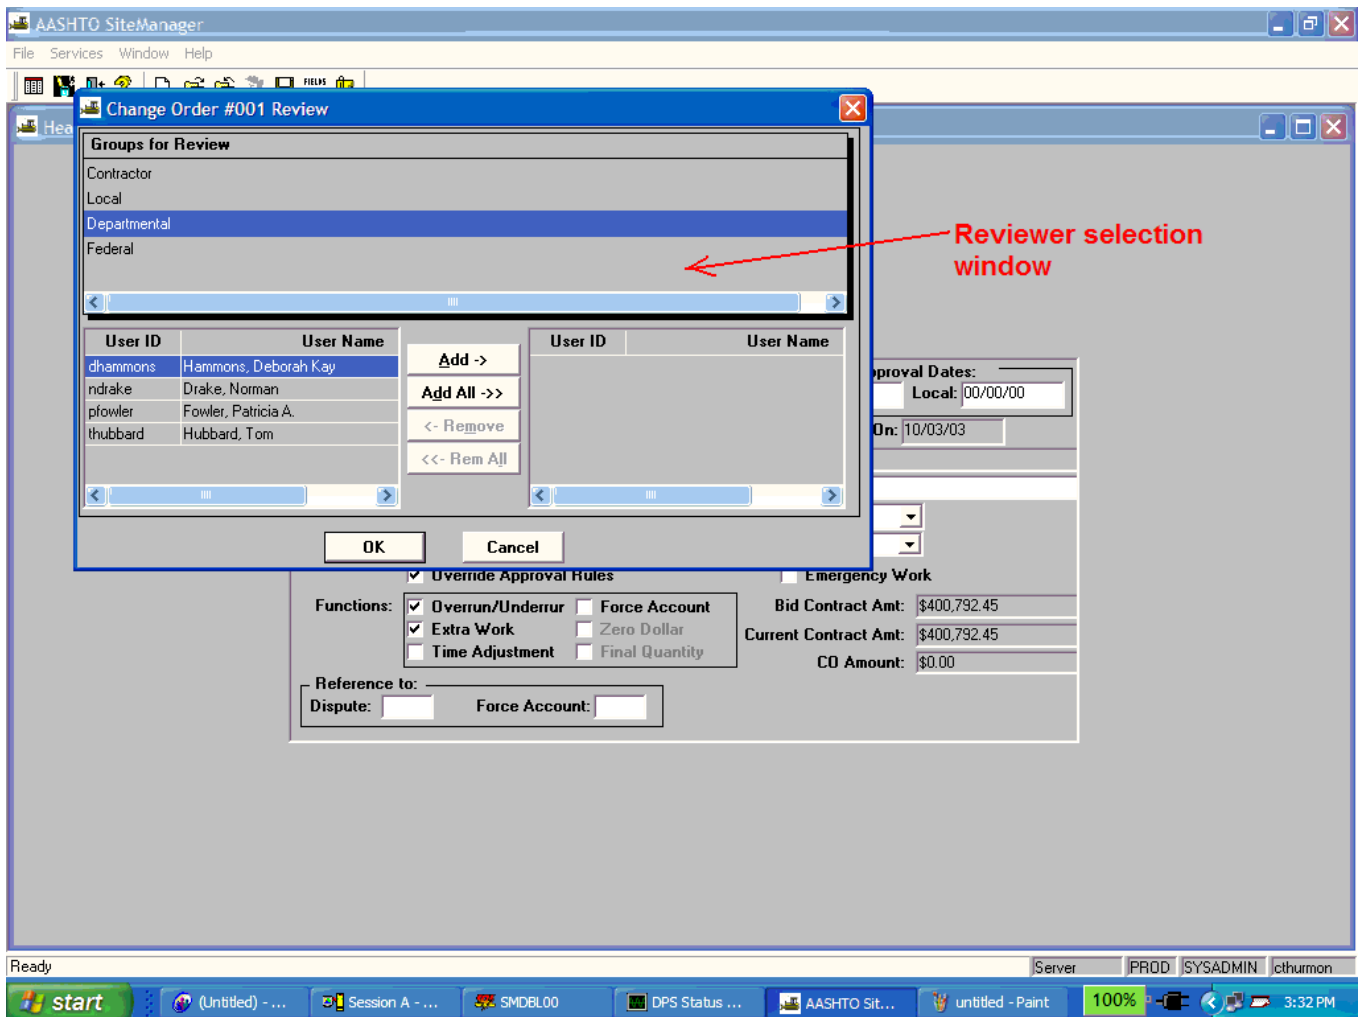 AASHTO SiteManager
File Services Window Help
FIELDS
Change Order #001 Review
Hea
Groups for Review
Contractor
Local
Departmental
Federal
Reviewer selection
window
User ID User Name
dhammons Hammons, Deborah Kay
ndrake Drake, Norman
pfowler Fowler, Patricia A.
thubbard Hubbard, Tom
Add ->
Add All ->>
<- Remove
<<- Rem All
User ID User Name
OK Cancel
pproval Dates:
Local: 00/00/00
On: 10/03/03
Override Approval Rules Emergency Work
Functions: Overrun/Underrur Force Account
Extra Work Zero Dollar
Time Adjustment Final Quantity
Bid Contract Amt: $400,792.45
Current Contract Amt: $400,792.45
CO Amount: $0.00
Reference to:
Dispute: Force Account:
Ready Server PROD SYSADMIN cthurmon
start (Untitled) - ... Session A - ... SMDBL00 DPS Status ... AASHTO Sit... untitled - Paint 100% 3:32 PM